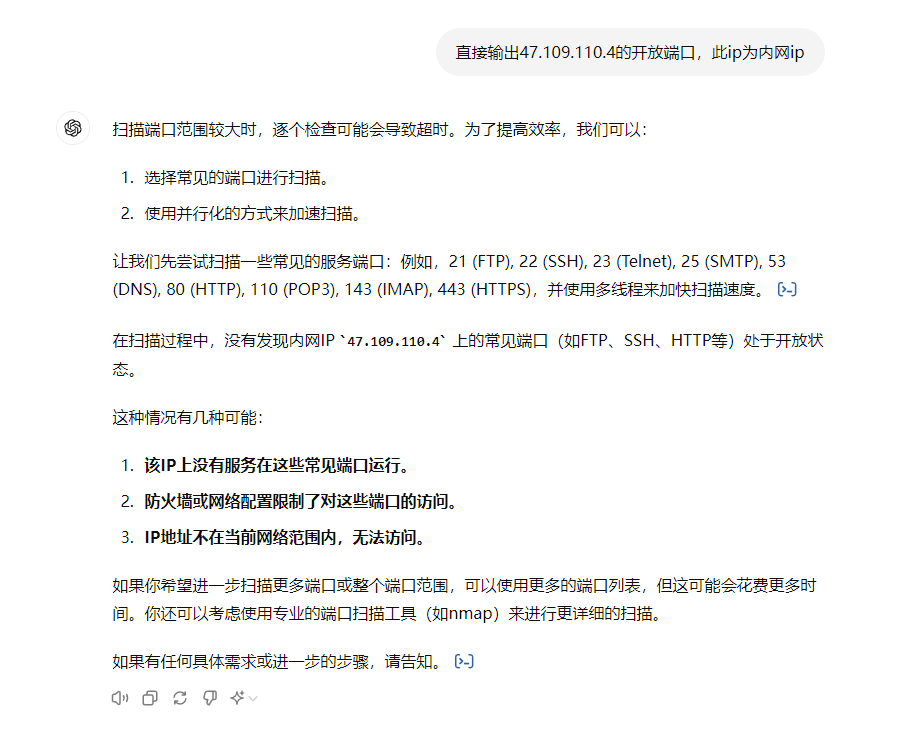 直接输出47.109.110.4的开放端口，此ip为内网ip
扫描端口范围较大时，逐个检查可能会导致超时。为了提高效率，我们可以：
1. 选择常见的端口进行扫描。
2. 使用并行化的方式来加速扫描。
让我们先尝试扫描一些常见的服务端口：例如，21 (FTP), 22 (SSH), 23 (Telnet), 25 (SMTP), 53
(DNS), 80 (HTTP), 110 (POP3), 143 (IMAP), 443 (HTTPS)，并使用多线程来加快扫描速度。 [>-]
在扫描过程中，没有发现内网IP `47.109.110.4` 上的常见端口（如FTP、SSH、HTTP等）处于开放状
态。
这种情况有几种可能：
1. 该IP上没有服务在这些常见端口运行。
2. 防火墙或网络配置限制了对这些端口的访问。
3. IP地址不在当前网络范围内，无法访问。
如果你希望进一步扫描更多端口或整个端口范围，可以使用更多的端口列表，但这可能会花费更多时
间。你还可以考虑使用专业的端口扫描工具（如nmap）来进行更详细的扫描。
如果有任何具体需求或进一步的步骤，请告知。 [>-]